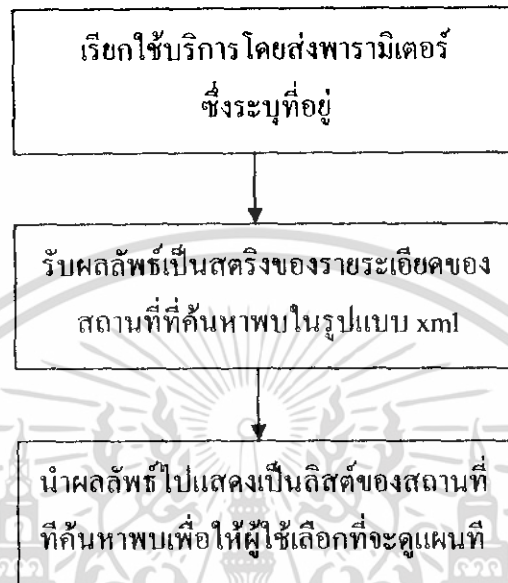 เรียกใช้บริการโดยส่งพารามิเตอร์
ซึ่งระบุที่อยู่
รับผลลัพธ์เป็นสตริงของรายระเอียดของ
สถานที่ที่ค้นหาพบในรูปแบบ xml
นำผลลัพธ์ไปแสดงเป็นลิสต์ของสถานที่
ที่ค้นหาพบเพื่อให้ผู้ใช้เลือกที่จะดูแผนที่